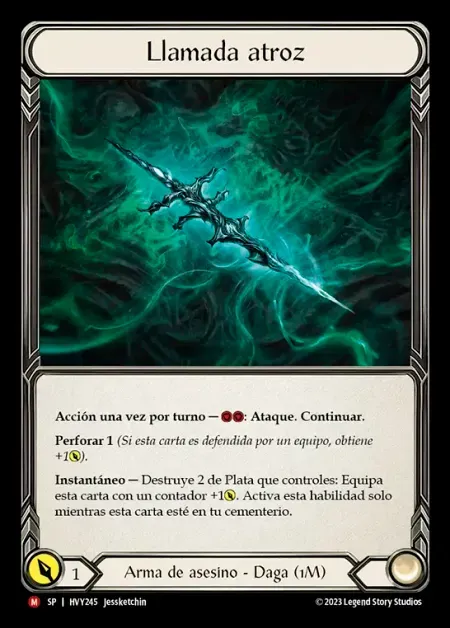 Llamada atroz
Acción una vez por turno — : Ataque. Continuar.
Perforar 1 (Si esta carta es defendida por un equipo, obtiene
+1).
Instantáneo — Destruye 2 de Plata que controles: Equipa
esta carta con un contador +1. Activa esta habilidad solo
mientras esta carta esté en tu cementerio.
1
Arma de asesino - Daga (1M)
M SP | HVY245 Jessketchin
© 2023 Legend Story Studios